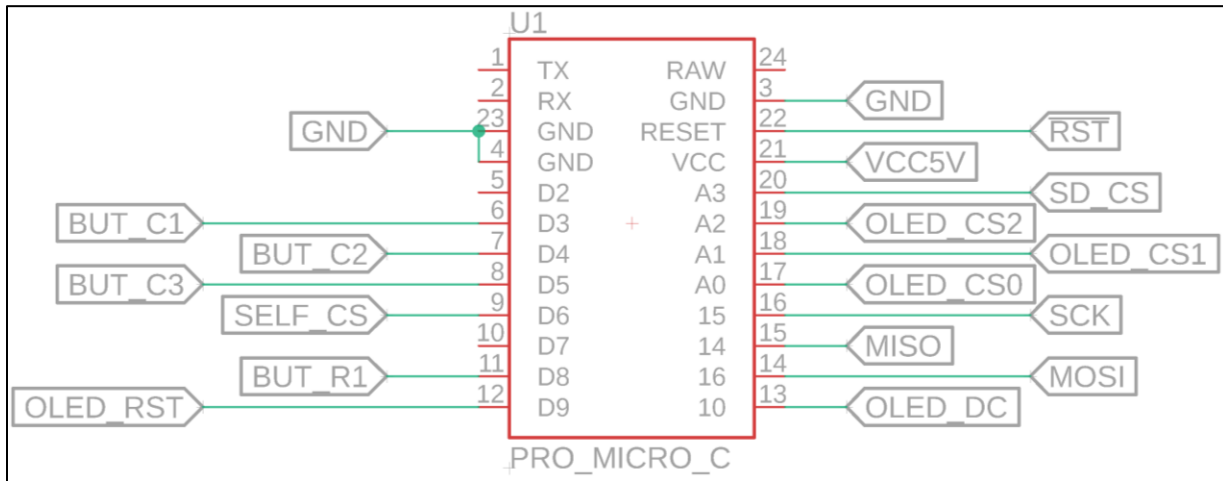 U1
1 TX RAW 24
2 RX GND 3 GND
GND 23 GND RESET 22 RST
4 GND VCC 21 VCC5V
5 D2 A3 20 SD_CS
BUT_C1 6 D3 A2 19 OLED_CS2
BUT_C2 7 D4 A1 18 OLED_CS1
BUT_C3 8 D5 A0 17 OLED_CS0
SELF_CS 9 D6 15 16 SCK
10 D7 14 15 MISO
BUT_R1 11 D8 16 14 MOSI
OLED_RST 12 D9 10 13 OLED_DC
PRO_MICRO_C